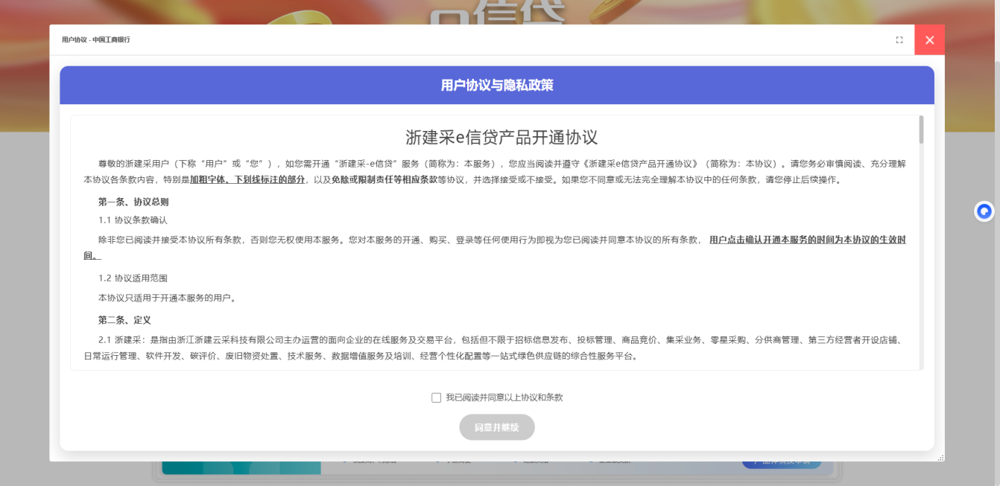 用户协议 - 中国工商银行
用户协议与隐私政策
浙建采e信贷产品开通协议
尊敬的浙建采用户（下称“用户”或“您”），如您需开通“浙建采-e信贷”服务（简称为：本服务），您应当阅读并遵守《浙建采e信贷产品开通协议》（简称为：本协议）。请您务必审慎阅读、充分理解
本协议各条款内容，特别是加粗字体、下划线标注的部分，以及免除或限制责任等相应条款等协议，并选择接受或不接受。如果您不同意或无法完全理解本协议中的任何条款，请您停止后续操作。
第一条、协议总则
1.1 协议条款确认
除非您已阅读并接受本协议所有条款，否则您无权使用本服务。您对本服务的开通、购买、登录等任何使用行为即视为您已阅读并同意本协议的所有条款， 用户点击确认开通本服务的时间为本协议的生效时
间。
1.2 协议适用范围
本协议只适用于开通本服务的用户。
第二条、定义
2.1 浙建采：是指由浙江浙建云采科技有限公司主办运营的面向企业的在线服务及交易平台，包括但不限于招标信息发布、投标管理、商品竞价、集采业务、零星采购、分供商管理、第三方经营者开设店铺、
日常运行管理、软件开发、碳评价、废旧物资处置、技术服务、数据增值服务及培训、经营个性化配置等一站式绿色供应链的综合性服务平台。
我已阅读并同意以上协议和条款
同意并继续